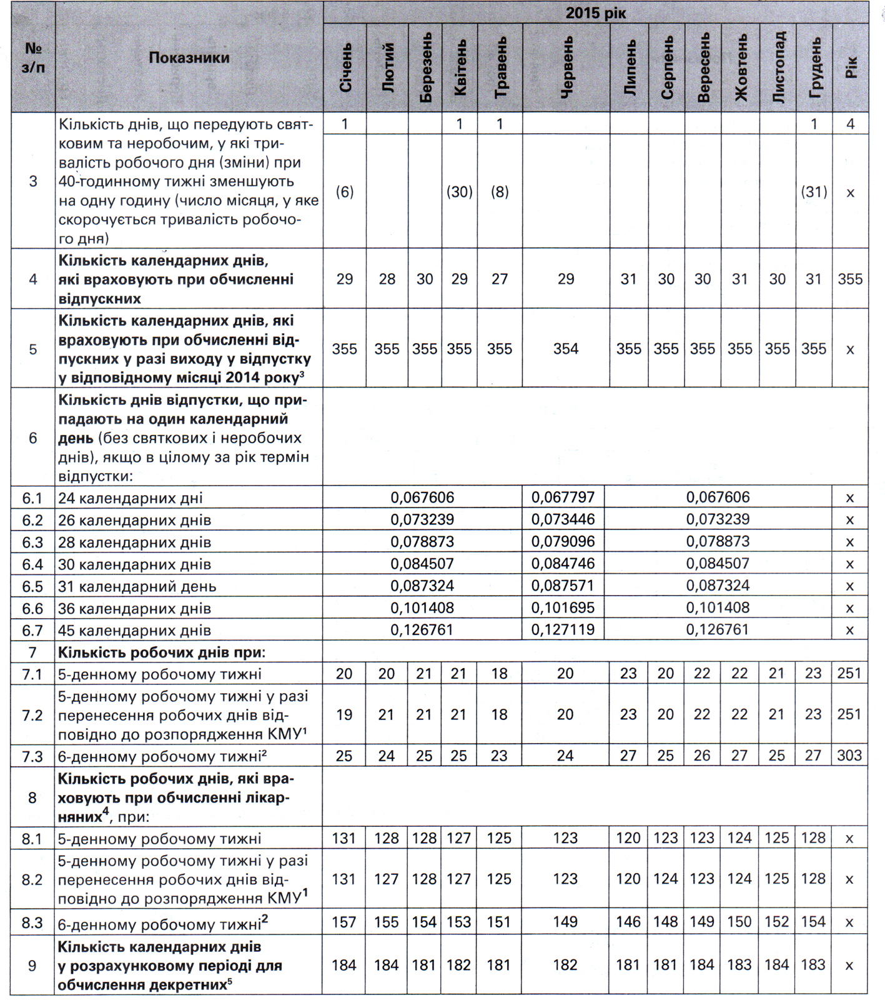 № з/п Показники 2015 рік
Січень Лютий Березень Квітень Травень Червень Липень Серпень Вересень Жовтень Листопад Грудень Рік
3
Кількість днів, що передують свят-
ковим та неробочим, у які три-
валість робочого дня (зміни) при
40-годинному тижні зменшують
на одну годину (число місяця, у яке
скорочується тривалість робочо-
го дня)
1 1 1 1 4
(6) (30) (8) (31) х
4
Кількість календарних днів,
які враховують при обчисленні
відпускних
29 28 30 29 27 29 31 30 30 31 30 31 355
5
Кількість календарних днів, які
враховують при обчисленні від-
пускних у разі виходу у відпустку
у відповідному місяці 2014 року³
355 355 355 355 355 354 355 355 355 355 355 355 х
6
Кількість днів відпустки, що при-
падають на один календарний
день (без святкових і неробочих
днів), якщо в цілому за рік термін
відпустки:
6.1 24 календарних дні 0,067606 0,067797 0,067606 х
6.2 26 календарних днів 0,073239 0,073446 0,073239 х
6.3 28 календарних днів 0,078873 0,079096 0,078873 х
6.4 30 календарних днів 0,084507 0,084746 0,084507 х
6.5 31 календарний день 0,087324 0,087571 0,087324 х
6.6 36 календарних днів 0,101408 0,101695 0,101408 х
6.7 45 календарних днів 0,126761 0,127119 0,126761 х
7 Кількість робочих днів при:
7.1 5-денному робочому тижні 20 20 21 21 18 20 23 20 22 22 21 23 251
7.2
5-денному робочому тижні у разі
перенесення робочих днів від-
повідно до розпорядження КМУ¹
19 21 21 21 18 20 23 20 22 22 21 23 251
7.3 6-денному робочому тижні² 25 24 25 25 23 24 27 25 26 27 25 27 303
8
Кількість робочих днів, які вра-
ховують при обчисленні лікар-
няних⁴, при:
8.1 5-денному робочому тижні 131 128 128 127 125 123 120 123 123 124 125 128 х
8.2
5-денному робочому тижні у разі
перенесення робочих днів від-
повідно до розпорядження КМУ¹
131 127 128 127 125 123 120 124 123 124 125 128 х
8.3 6-денному робочому тижні² 157 155 154 153 151 149 146 148 149 150 152 154 х
9
Кількість календарних днів
у розрахунковому періоді для
обчислення декретних⁵
184 184 181 182 181 182 181 181 184 183 184 183 х